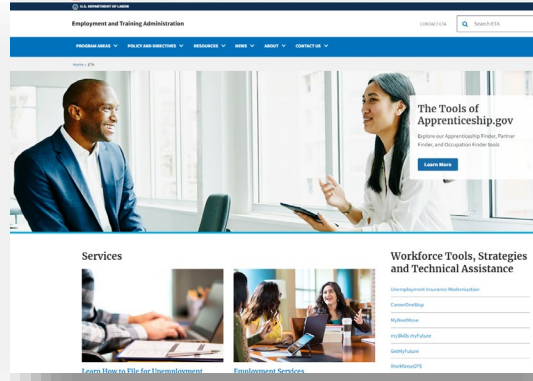 U.S. DEPARTMENT OF LABOR
Employment and Training Administration
CONTACT ETA
Search ETA
PROGRAM AREAS
POLICY AND DIRECTIVES
RESOURCES
NEWS
ABOUT
CONTACT US
Home › ETA
The Tools of
Apprenticeship.gov
Explore our Apprenticeship Finder, Partner
Finder, and Occupation Finder tools
Learn More
Services
Learn How to File for Unemployment
Employment Services
Workforce Tools, Strategies
and Technical Assistance
Unemployment Insurance Modernization
CareerOneStop
MyNextMove
mySkills myFuture
GetMyFuture
WorkforceGPS